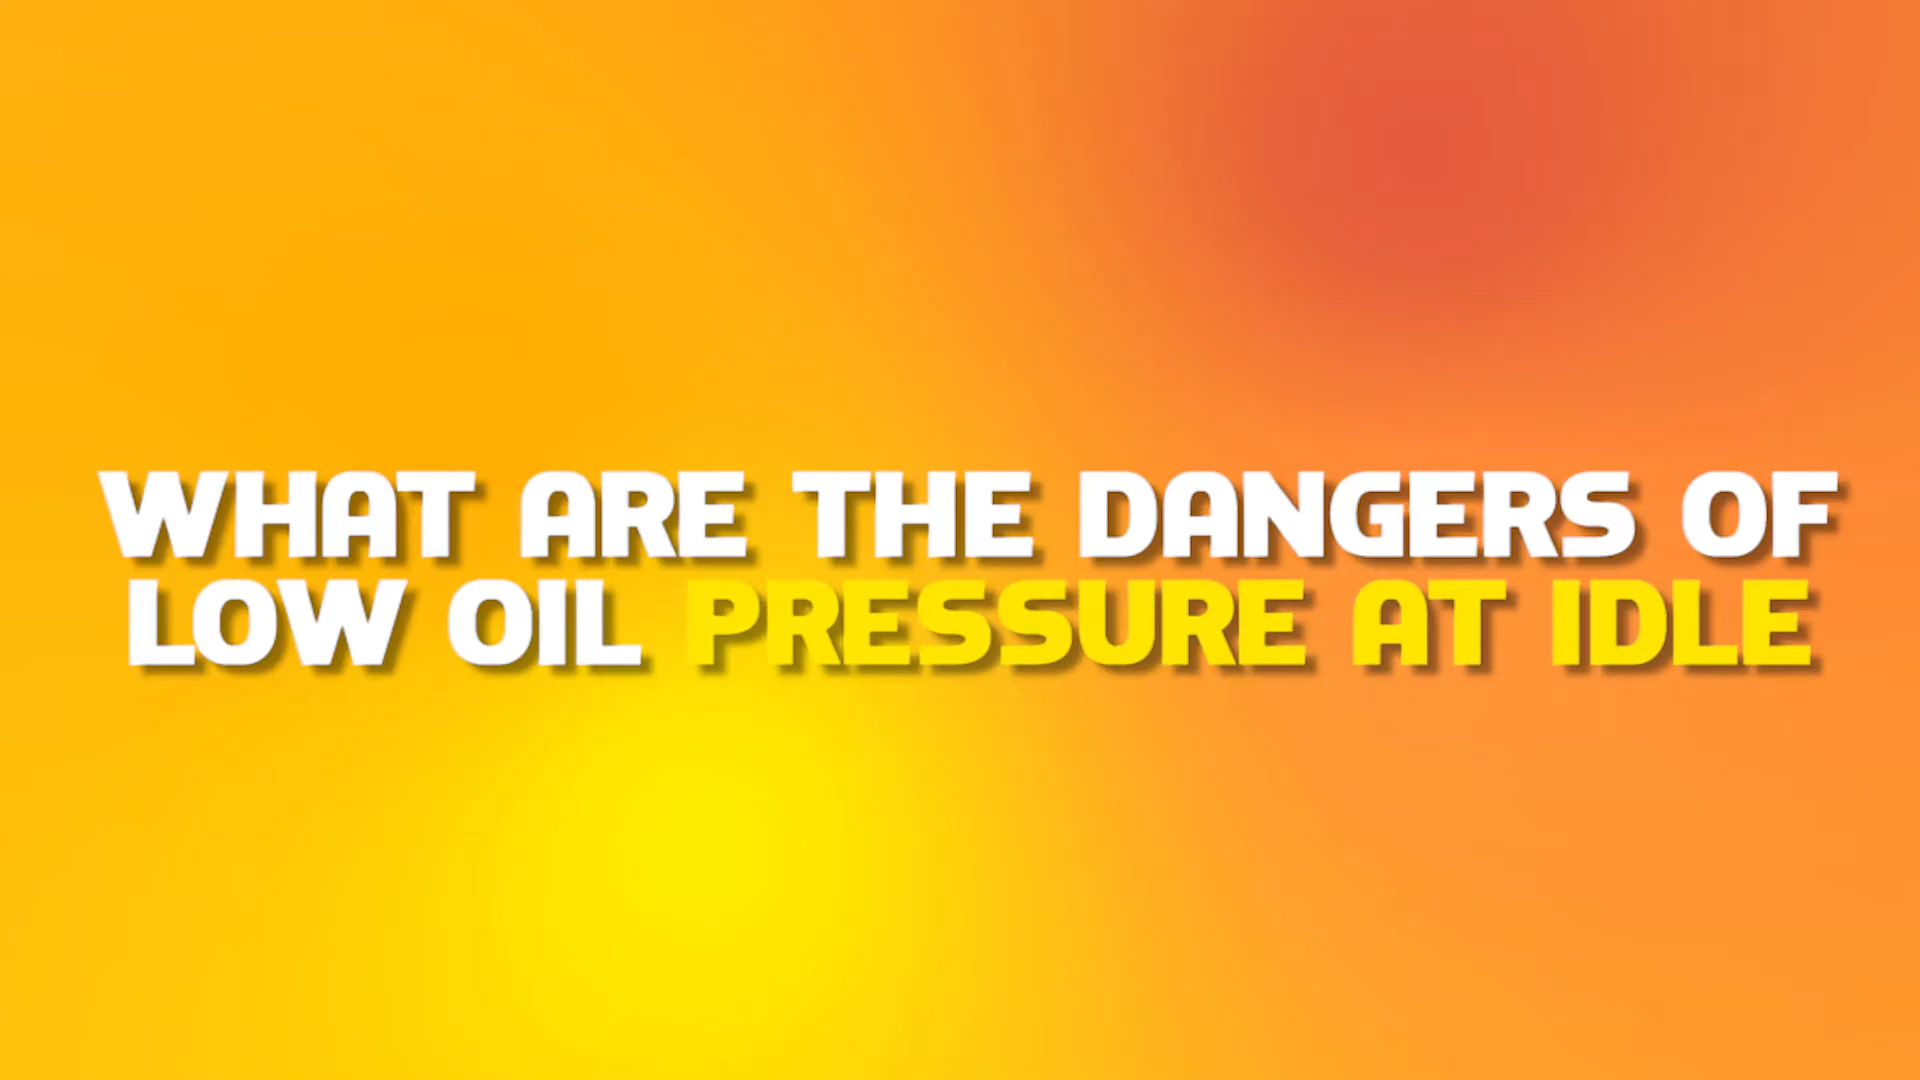 WHAT ARE THE DANGERS OF
LOW OIL PRESSURE AT IDLE